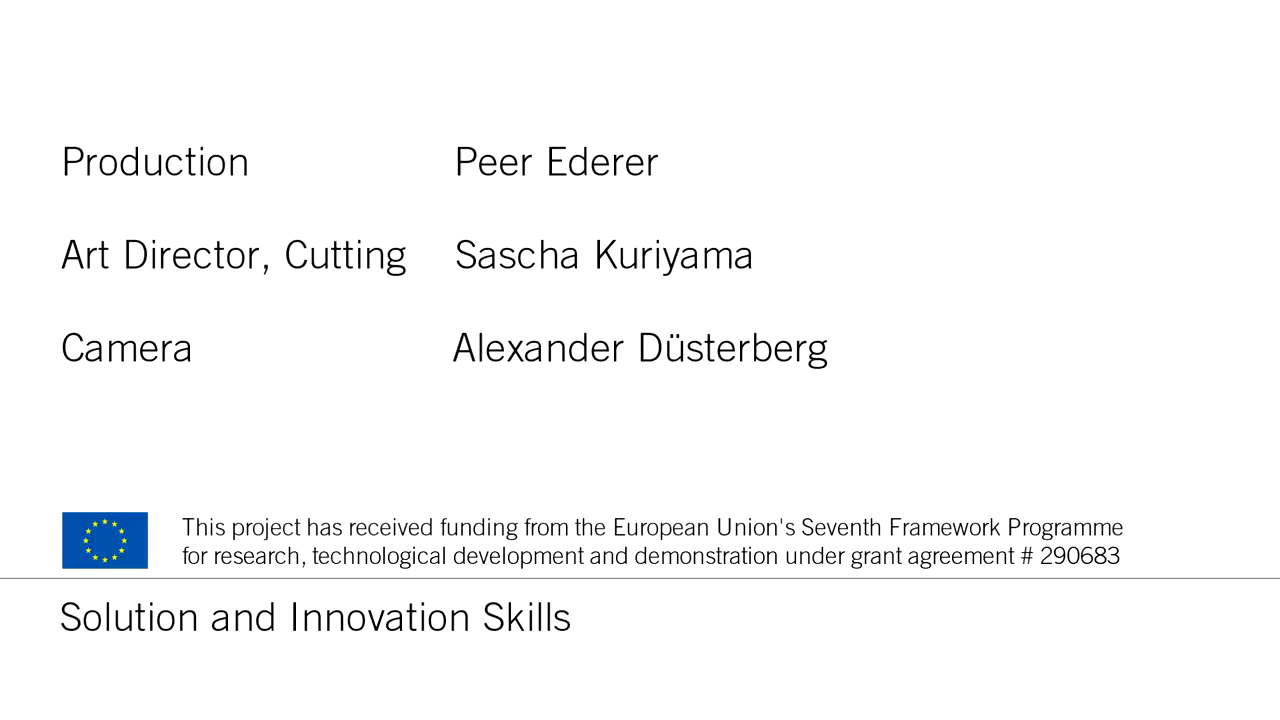 Production Peer Ederer
Art Director, Cutting Sascha Kuriyama
Camera Alexander Düsterberg
This project has received funding from the European Union's Seventh Framework Programme
for research, technological development and demonstration under grant agreement # 290683
Solution and Innovation Skills